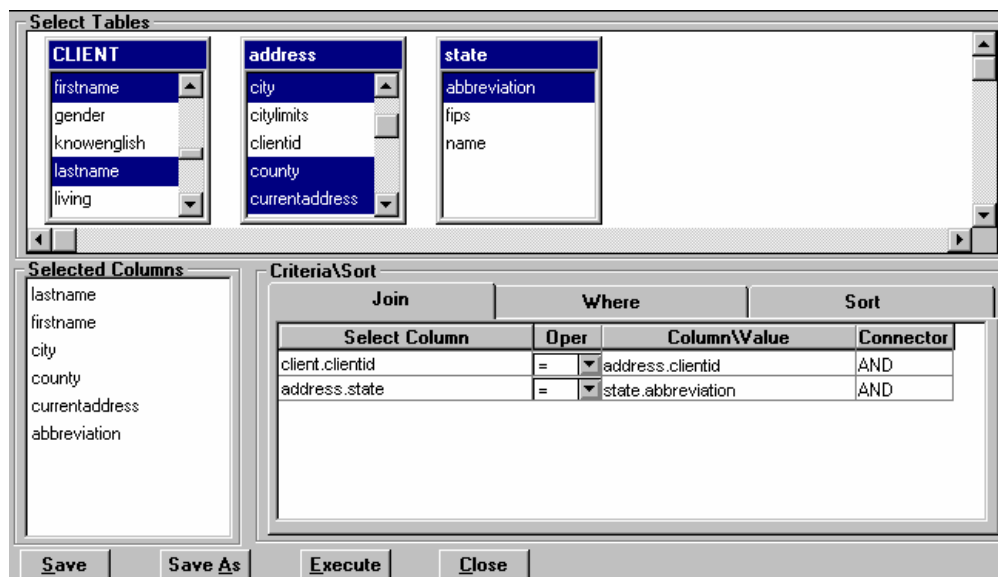 Select Tables
CLIENT
firstname
gender
knowenglish
lastname
living
address
city
citylimits
clientid
county
currentaddress
state
abbreviation
fips
name
Selected Columns
lastname
firstname
city
county
currentaddress
abbreviation
Criteria\Sort
Join Where Sort
Select Column Oper Column\Value Connector
client.clientid = address.clientid AND
address.state = state.abbreviation AND
Save Save As Execute Close